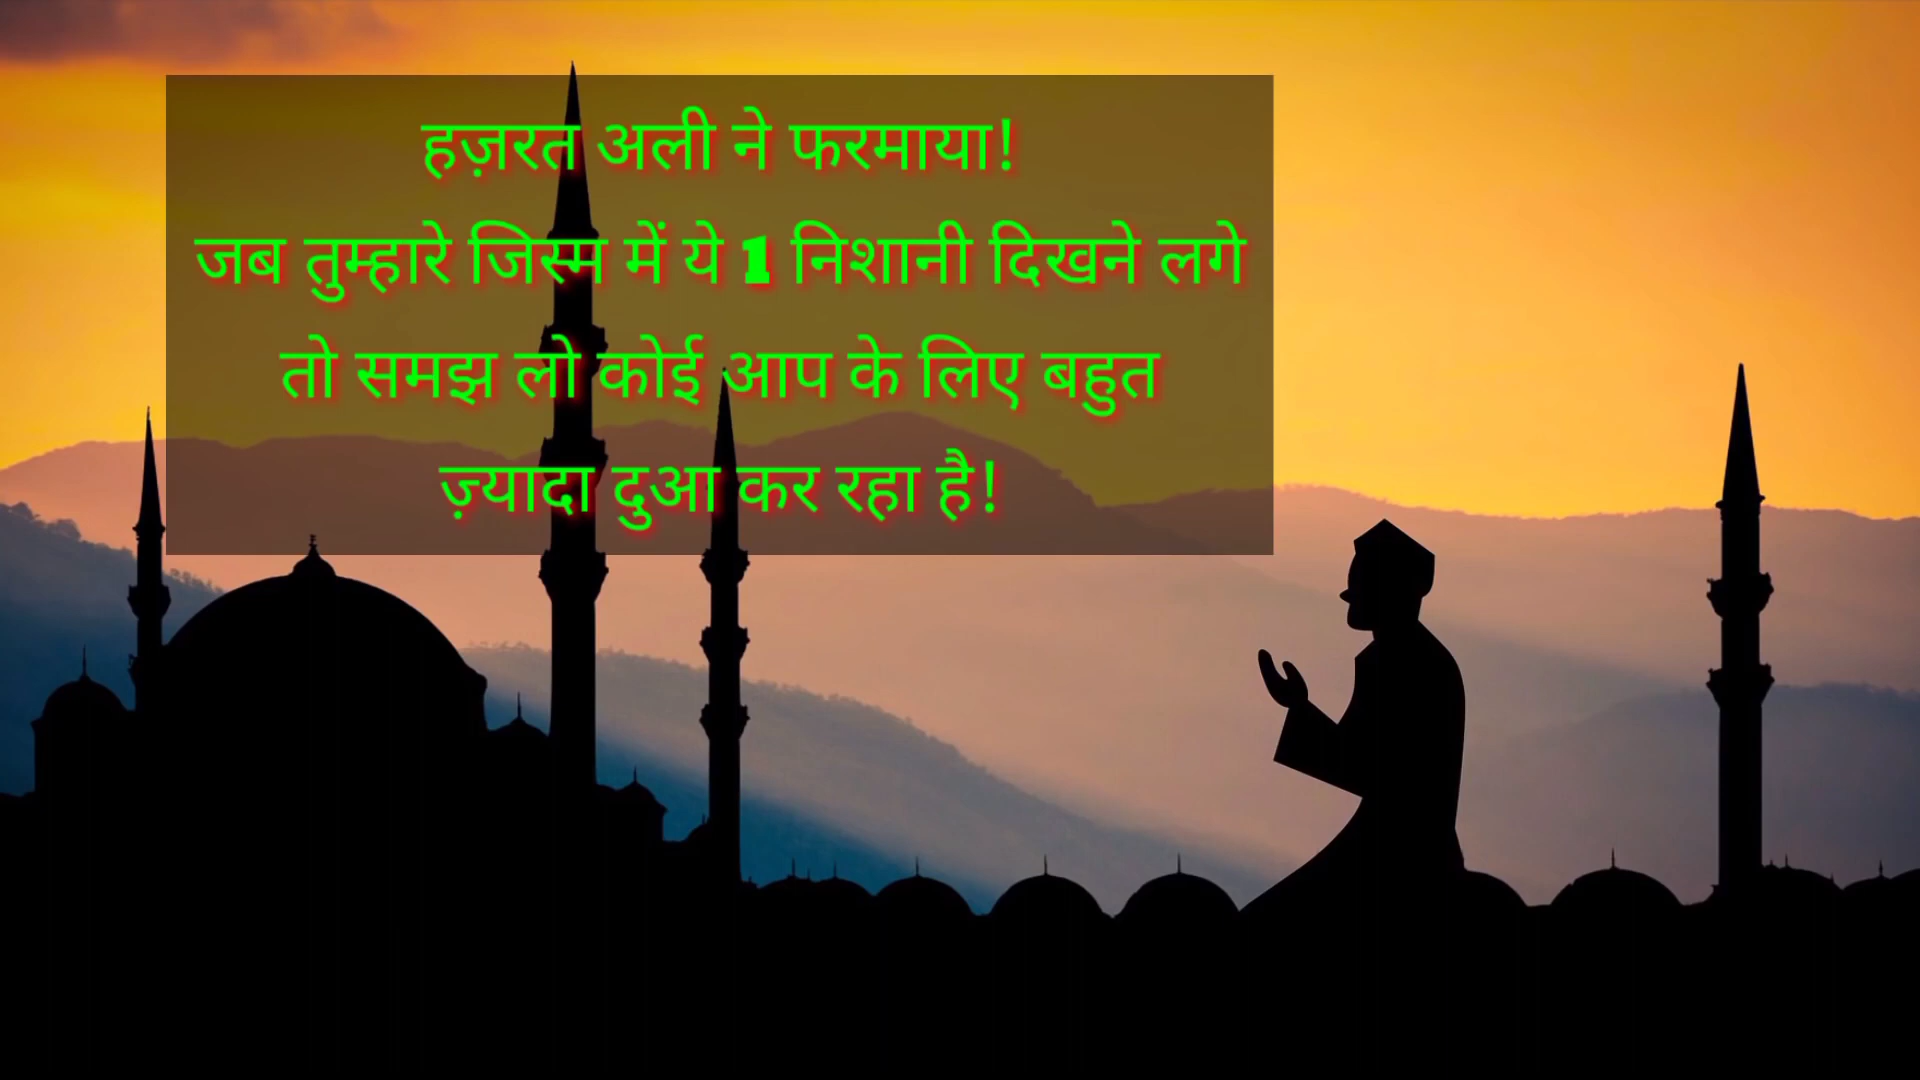 हज़रत अली ने फरमाया!
जब तुम्हारे जिस्म में ये 1 निशानी दिखने लगे
तो समझ लो कोई आप के लिए बहुत
ज़्यादा दुआ कर रहा है!